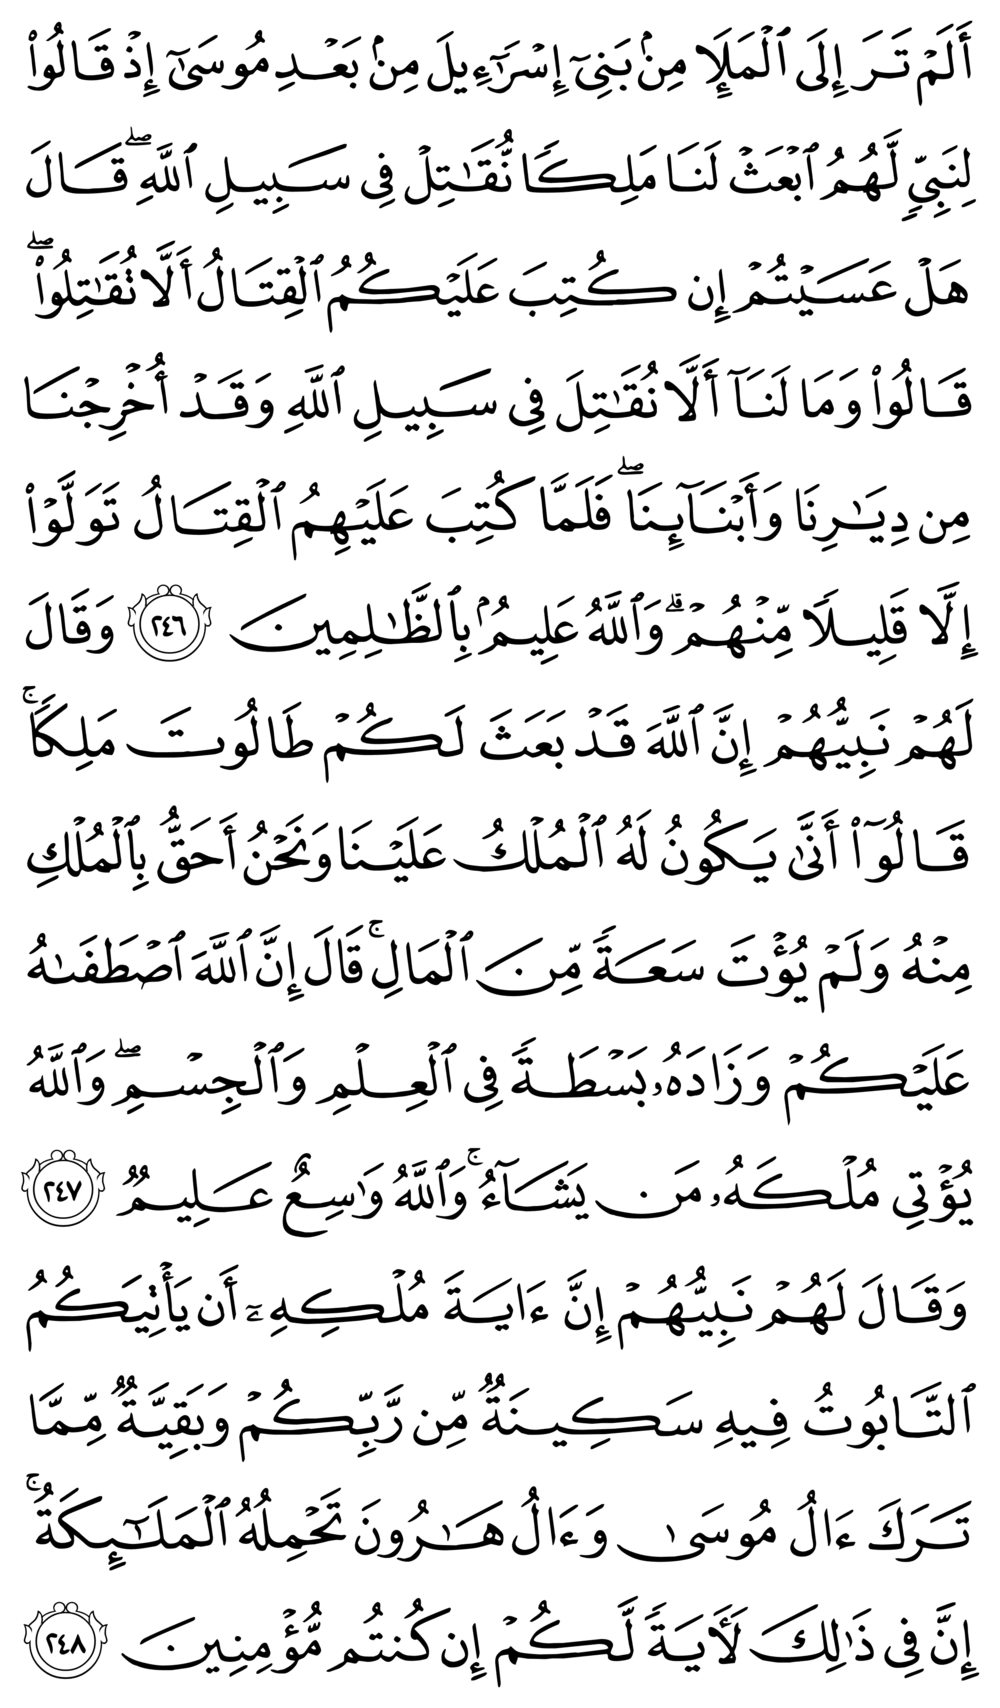 أَلَمْ تَرَ إِلَى ٱلْمَلَإِ مِنۢ بَنِىٓ إِسْرَٰٓءِيلَ مِنۢ بَعْدِ مُوسَىٰٓ إِذْ قَالُوا۟
لِنَبِىٍّ لَّهُمُ ٱبْعَثْ لَنَا مَلِكًا نُّقَـٰتِلْ فِى سَبِيلِ ٱللَّهِ ۖ قَالَ
هَلْ عَسَيْتُمْ إِن كُتِبَ عَلَيْكُمُ ٱلْقِتَالُ أَلَّا تُقَـٰتِلُوا۟ ۖ
قَالُوا۟ وَمَا لَنَآ أَلَّا نُقَـٰتِلَ فِى سَبِيلِ ٱللَّهِ وَقَدْ أُخْرِجْنَا
مِن دِيَـٰرِنَا وَأَبْنَآئِنَا ۖ فَلَمَّا كُتِبَ عَلَيْهِمُ ٱلْقِتَالُ تَوَلَّوْا۟
إِلَّا قَلِيلًا مِّنْهُمْ ۗ وَٱللَّهُ عَلِيمٌۢ بِٱلظَّـٰلِمِينَ ٢٤٦ وَقَالَ
لَهُمْ نَبِيُّهُمْ إِنَّ ٱللَّهَ قَدْ بَعَثَ لَكُمْ طَالُوتَ مَلِكًا ۚ
قَالُوٓا۟ أَنَّىٰ يَكُونُ لَهُ ٱلْمُلْكُ عَلَيْنَا وَنَحْنُ أَحَقُّ بِٱلْمُلْكِ
مِنْهُ وَلَمْ يُؤْتَ سَعَةً مِّنَ ٱلْمَالِ ۚ قَالَ إِنَّ ٱللَّهَ ٱصْطَفَىٰهُ
عَلَيْكُمْ وَزَادَهُۥ بَسْطَةً فِى ٱلْعِلْمِ وَٱلْجِسْمِ ۖ وَٱللَّهُ
يُؤْتِى مُلْكَهُۥ مَن يَشَآءُ ۚ وَٱللَّهُ وَٰسِعٌ عَلِيمٌ ٢٤٧
وَقَالَ لَهُمْ نَبِيُّهُمْ إِنَّ ءَايَةَ مُلْكِهِۦٓ أَن يَأْتِيَكُمُ
ٱلتَّابُوتُ فِيهِ سَكِينَةٌ مِّن رَّبِّكُمْ وَبَقِيَّةٌ مِّمَّا
تَرَكَ ءَالُ مُوسَىٰ وَءَالُ هَـٰرُونَ تَحْمِلُهُ ٱلْمَلَـٰٓئِكَةُ ۚ
إِنَّ فِى ذَٰلِكَ لَـَٔايَةً لَّكُمْ إِن كُنتُم مُّؤْمِنِينَ ٢٤٨